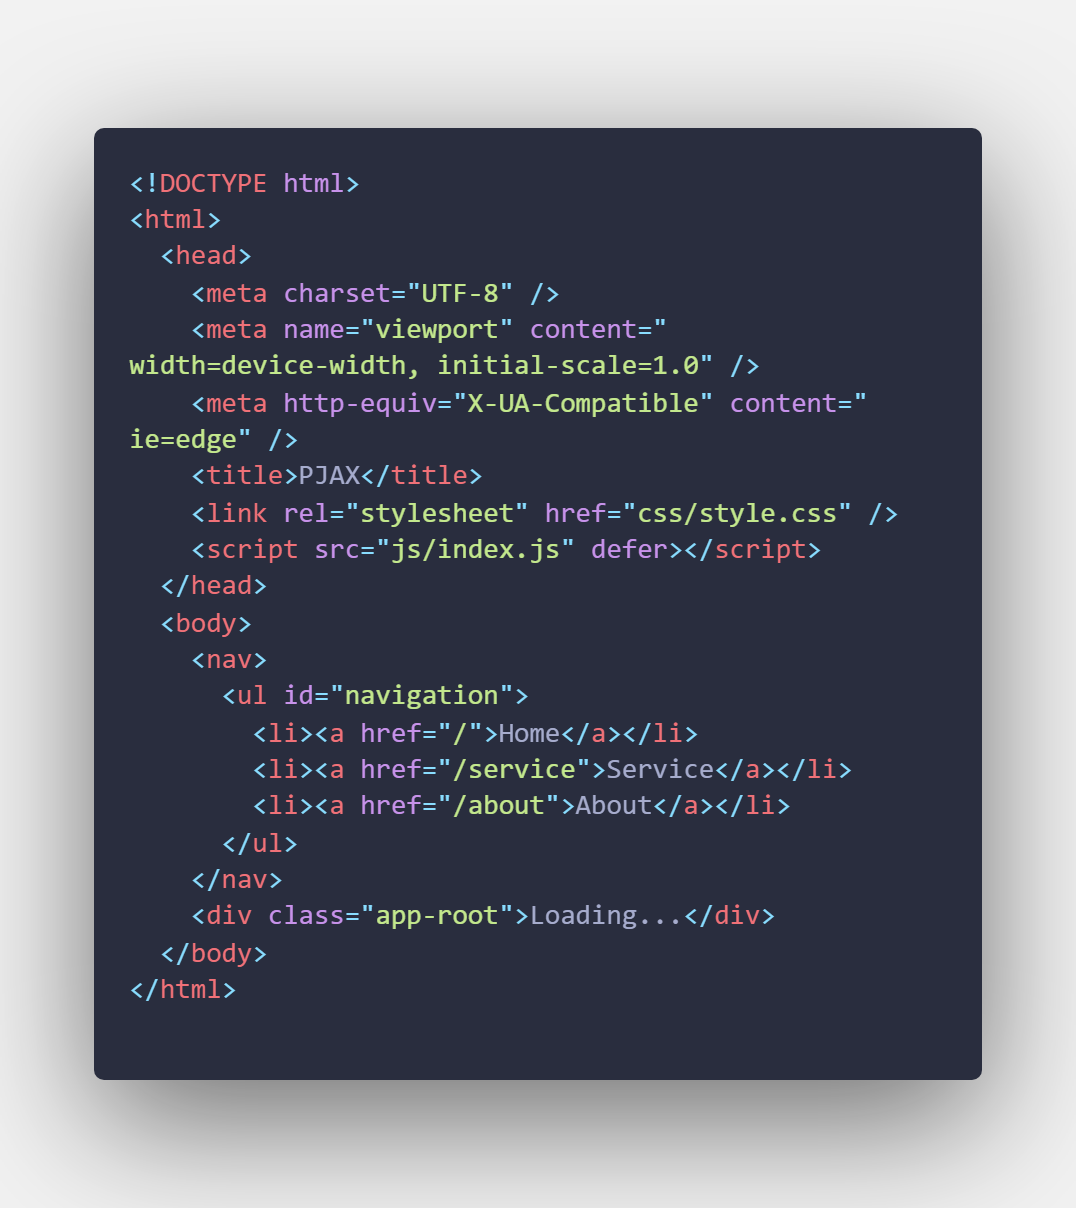 <!DOCTYPE html>
<html>
  <head>
    <meta charset="UTF-8" />
    <meta name="viewport" content="
width=device-width, initial-scale=1.0" />
    <meta http-equiv="X-UA-Compatible" content="
ie=edge" />
    <title>PJAX</title>
    <link rel="stylesheet" href="css/style.css" />
    <script src="js/index.js" defer></script>
  </head>
  <body>
    <nav>
      <ul id="navigation">
        <li><a href="/">Home</a></li>
        <li><a href="/service">Service</a></li>
        <li><a href="/about">About</a></li>
      </ul>
    </nav>
    <div class="app-root">Loading...</div>
  </body>
</html>